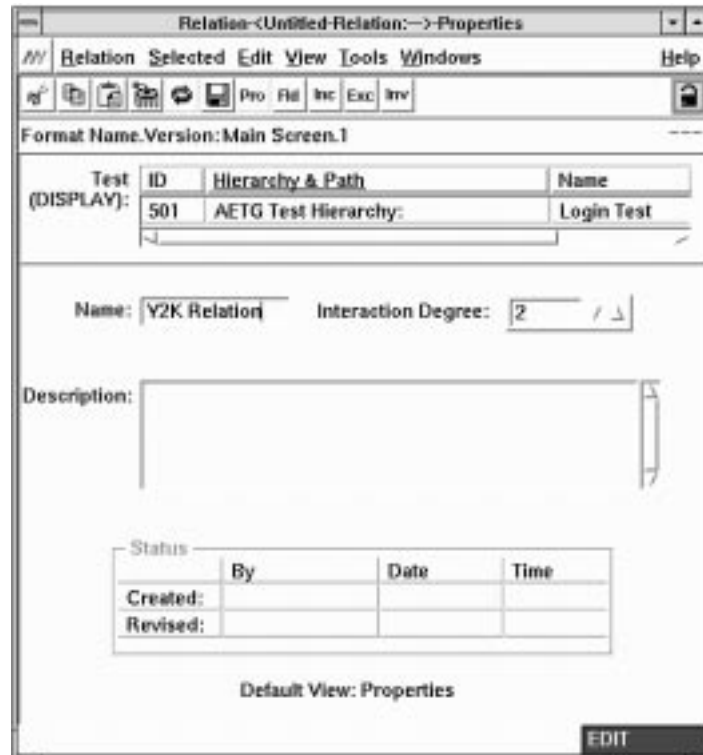 Relation-<Untitled-Relation:-->-Properties
Relation Selected Edit View Tools Windows Help
Pro Fld Inc Exc Inv
Format Name.Version: Main Screen.1
Test (DISPLAY):
ID Hierarchy & Path Name
501 AETG Test Hierarchy: Login Test
Name: Y2K Relation Interaction Degree: 2
Description:
Status
By Date Time
Created:
Revised:
Default View: Properties
EDIT